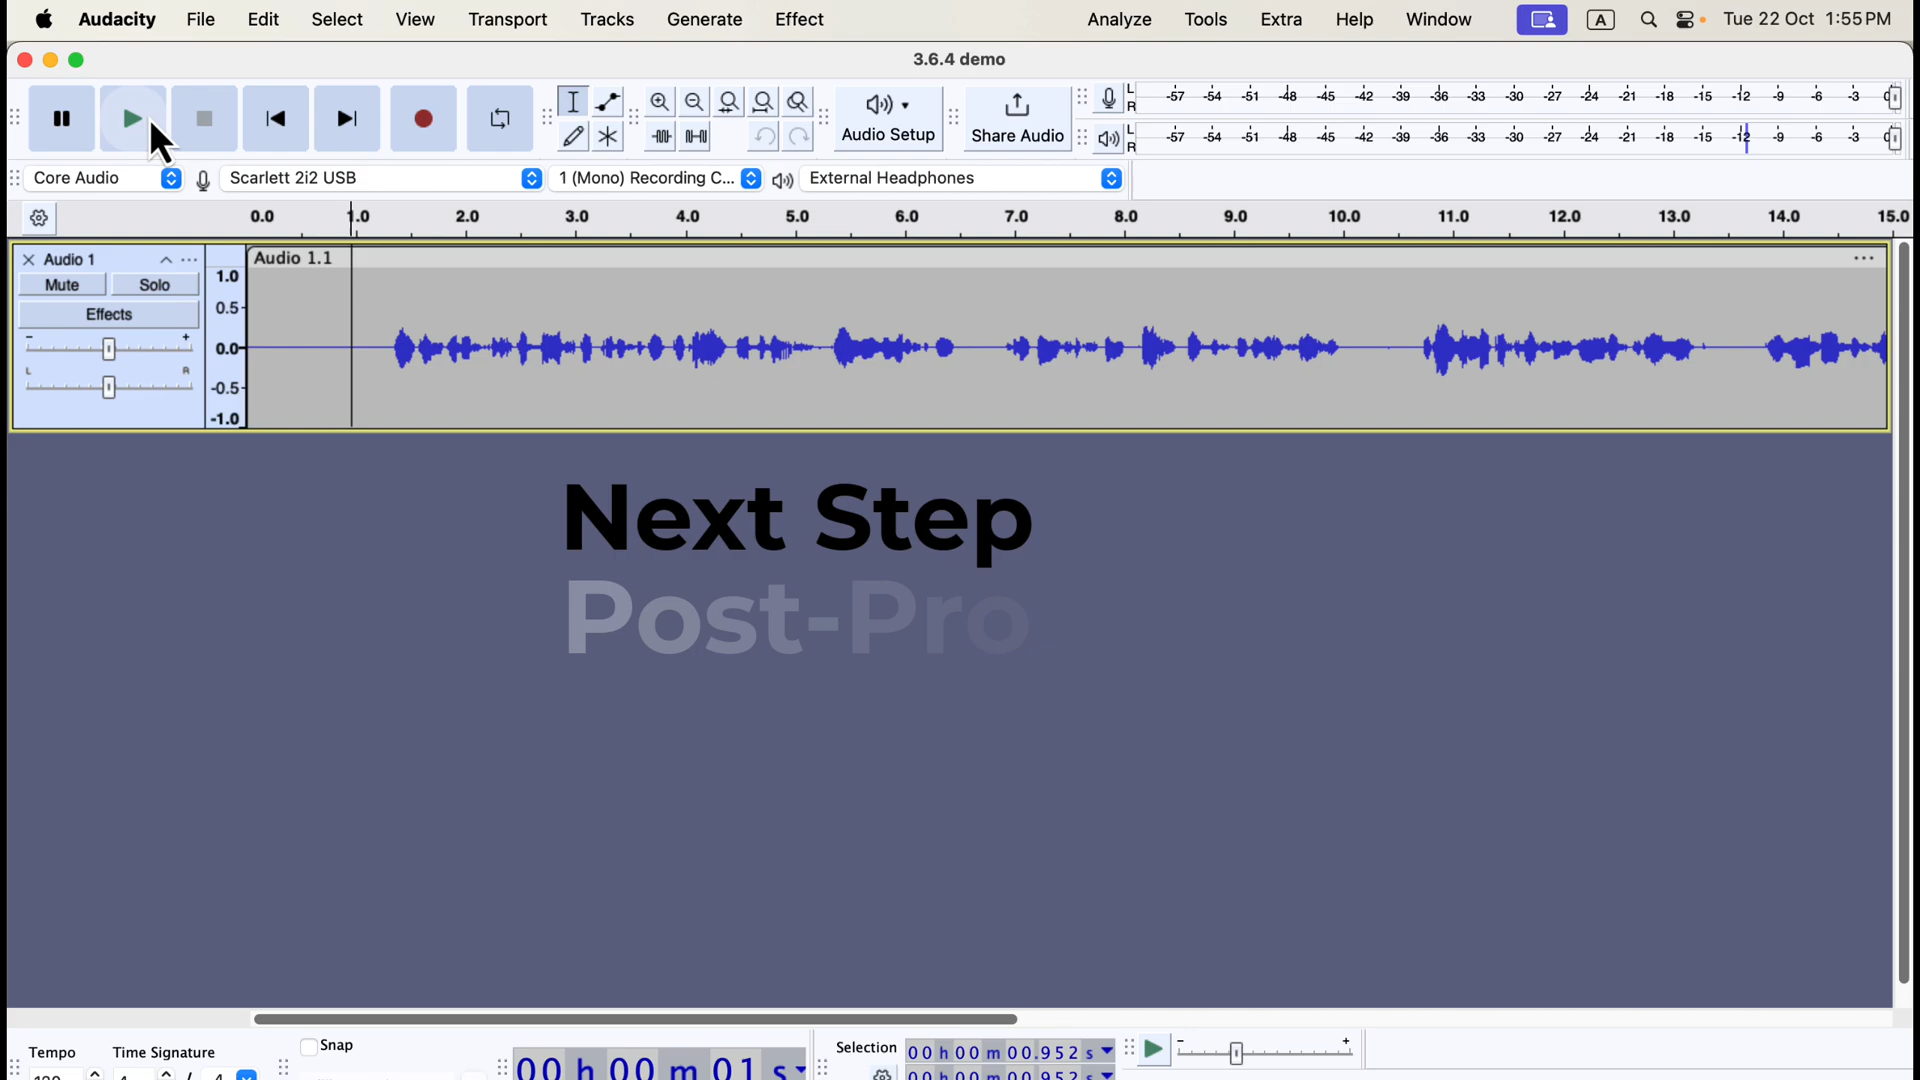 Audacity File Edit Select View Transport Tracks Generate Effect Analyze Tools Extra Help Window A Tue 22 Oct 1:55 PM
3.6.4 demo
Audio Setup
Share Audio
L
R
-57 -54 -51 -48 -45 -42 -39 -36 -33 -30 -27 -24 -21 -18 -15 -12 -9 -6 -3 0
L
R
-57 -54 -51 -48 -45 -42 -39 -36 -33 -30 -27 -24 -21 -18 -15 -12 -9 -6 -3 0
Core Audio Scarlett 2i2 USB 1 (Mono) Recording C... External Headphones
0.0 1.0 2.0 3.0 4.0 5.0 6.0 7.0 8.0 9.0 10.0 11.0 12.0 13.0 14.0 15.0
Audio 1 ...
Audio 1.1 ...
Mute Solo
Effects
- +
L R
1.0
0.5
0.0
-0.5
-1.0
Next Step
Post-Pro
Tempo Time Signature
Snap
4 / 4
00 h 00 m 01 s
Selection 00 h 00 m 00.952 s
00 h 00 m 00.952 s
- +